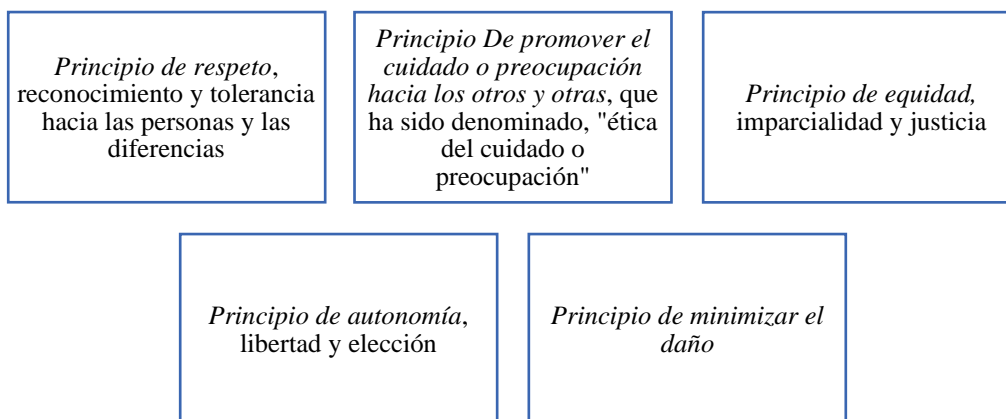 Principio de respeto,
reconocimiento y tolerancia
hacia las personas y las
diferencias
Principio De promover el
cuidado o preocupación
hacia los otros y otras, que
ha sido denominado, "ética
del cuidado o
preocupación"
Principio de equidad,
imparcialidad y justicia
Principio de autonomía,
libertad y elección
Principio de minimizar el
daño